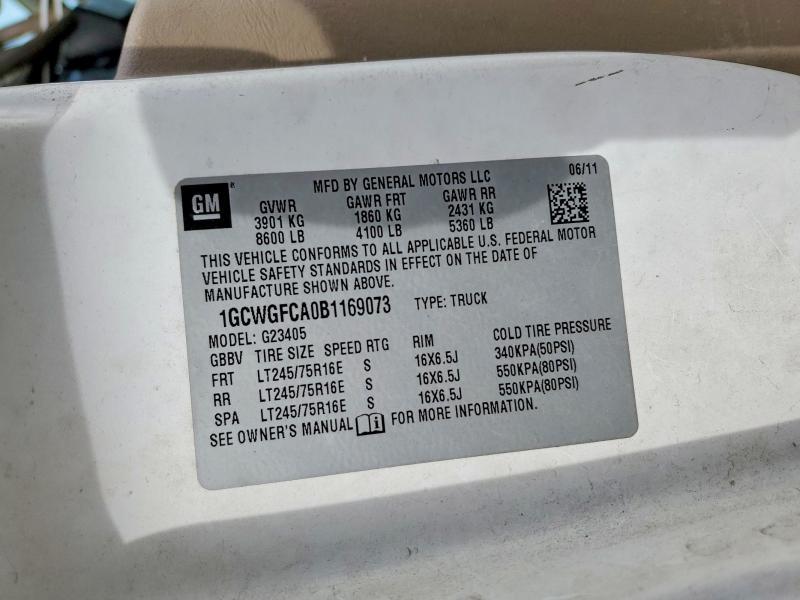 GM
MFD BY GENERAL MOTORS LLC 06/11
GVWR GAWR FRT GAWR RR
3901 KG 1860 KG 2431 KG
8600 LB 4100 LB 5360 LB
THIS VEHICLE CONFORMS TO ALL APPLICABLE U.S. FEDERAL MOTOR
VEHICLE SAFETY STANDARDS IN EFFECT ON THE DATE OF
MANUFACTURE SHOWN ABOVE.
1GCWGFCA0B1169073 TYPE: TRUCK
MODEL: G23405
GBBV TIRE SIZE SPEED RTG RIM COLD TIRE PRESSURE
FRT LT245/75R16E S 16X6.5J 340KPA(50PSI)
RR LT245/75R16E S 16X6.5J 550KPA(80PSI)
SPA LT245/75R16E S 16X6.5J 550KPA(80PSI)
SEE OWNER'S MANUAL FOR MORE INFORMATION.